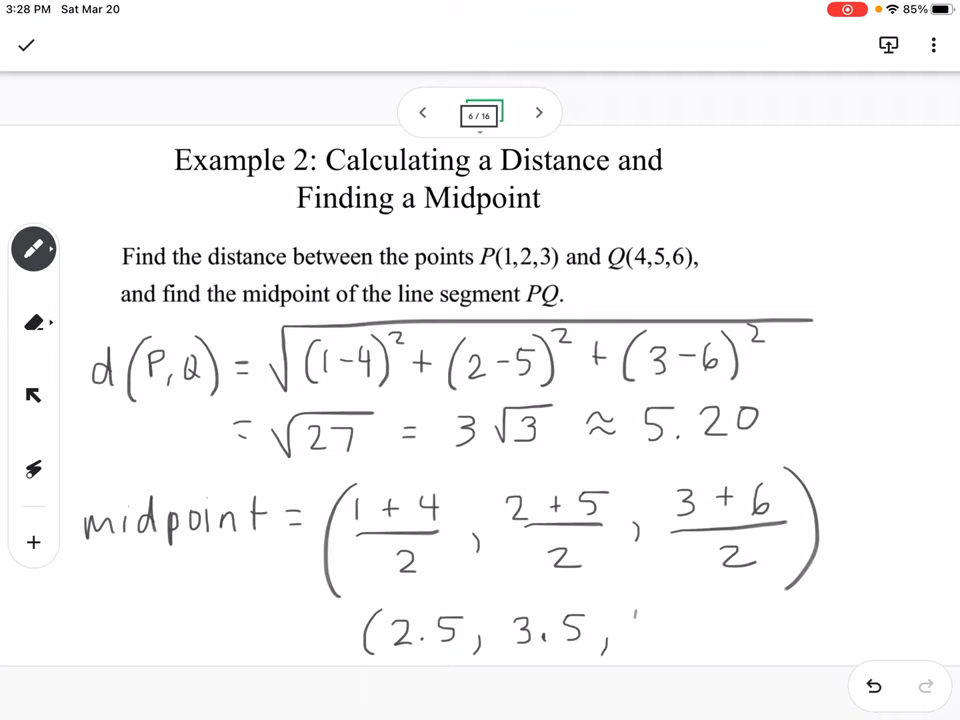 3:28 PM Sat Mar 20 85%
6 / 16
Example 2: Calculating a Distance and
Finding a Midpoint
Find the distance between the points P(1,2,3) and Q(4,5,6),
and find the midpoint of the line segment PQ.
d(P,Q) = √((1-4)² + (2-5)² + (3-6)²)
= √27 = 3√3 ≈ 5.20
midpoint = ((1+4)/2, (2+5)/2, (3+6)/2)
(2.5, 3.5,